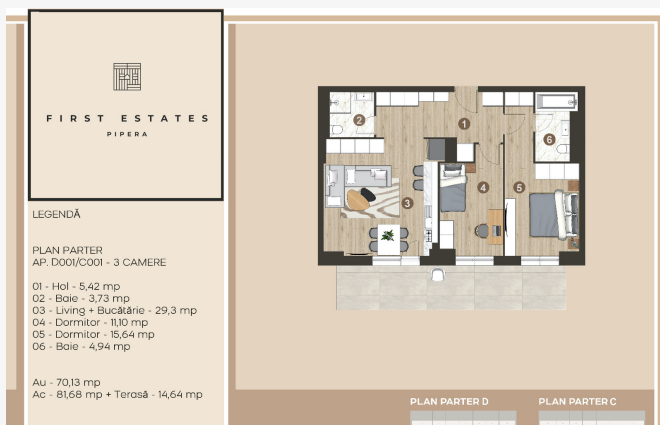 FIRST ESTATES
PIPERA
LEGENDĂ
PLAN PARTER
AP. D001/C001 - 3 CAMERE
01 - Hol - 5,42 mp
02 - Baie - 3,73 mp
03 - Living + Bucătărie - 29,3 mp
04 - Dormitor - 11,10 mp
05 - Dormitor - 15,64 mp
06 - Baie - 4,94 mp
Au - 70,13 mp
Ac - 81,68 mp + Terasă - 14,64 mp
1
2
6
3
4
5
PLAN PARTER D
PLAN PARTER C